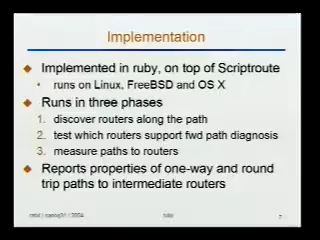 Implementation
Implemented in ruby, on top of Scriptroute
runs on Linux, FreeBSD and OS X
Runs in three phases
1. discover routers along the path
2. test which routers support fwd path diagnosis
3. measure paths to routers
Reports properties of one-way and round
trip paths to intermediate routers
2004
7